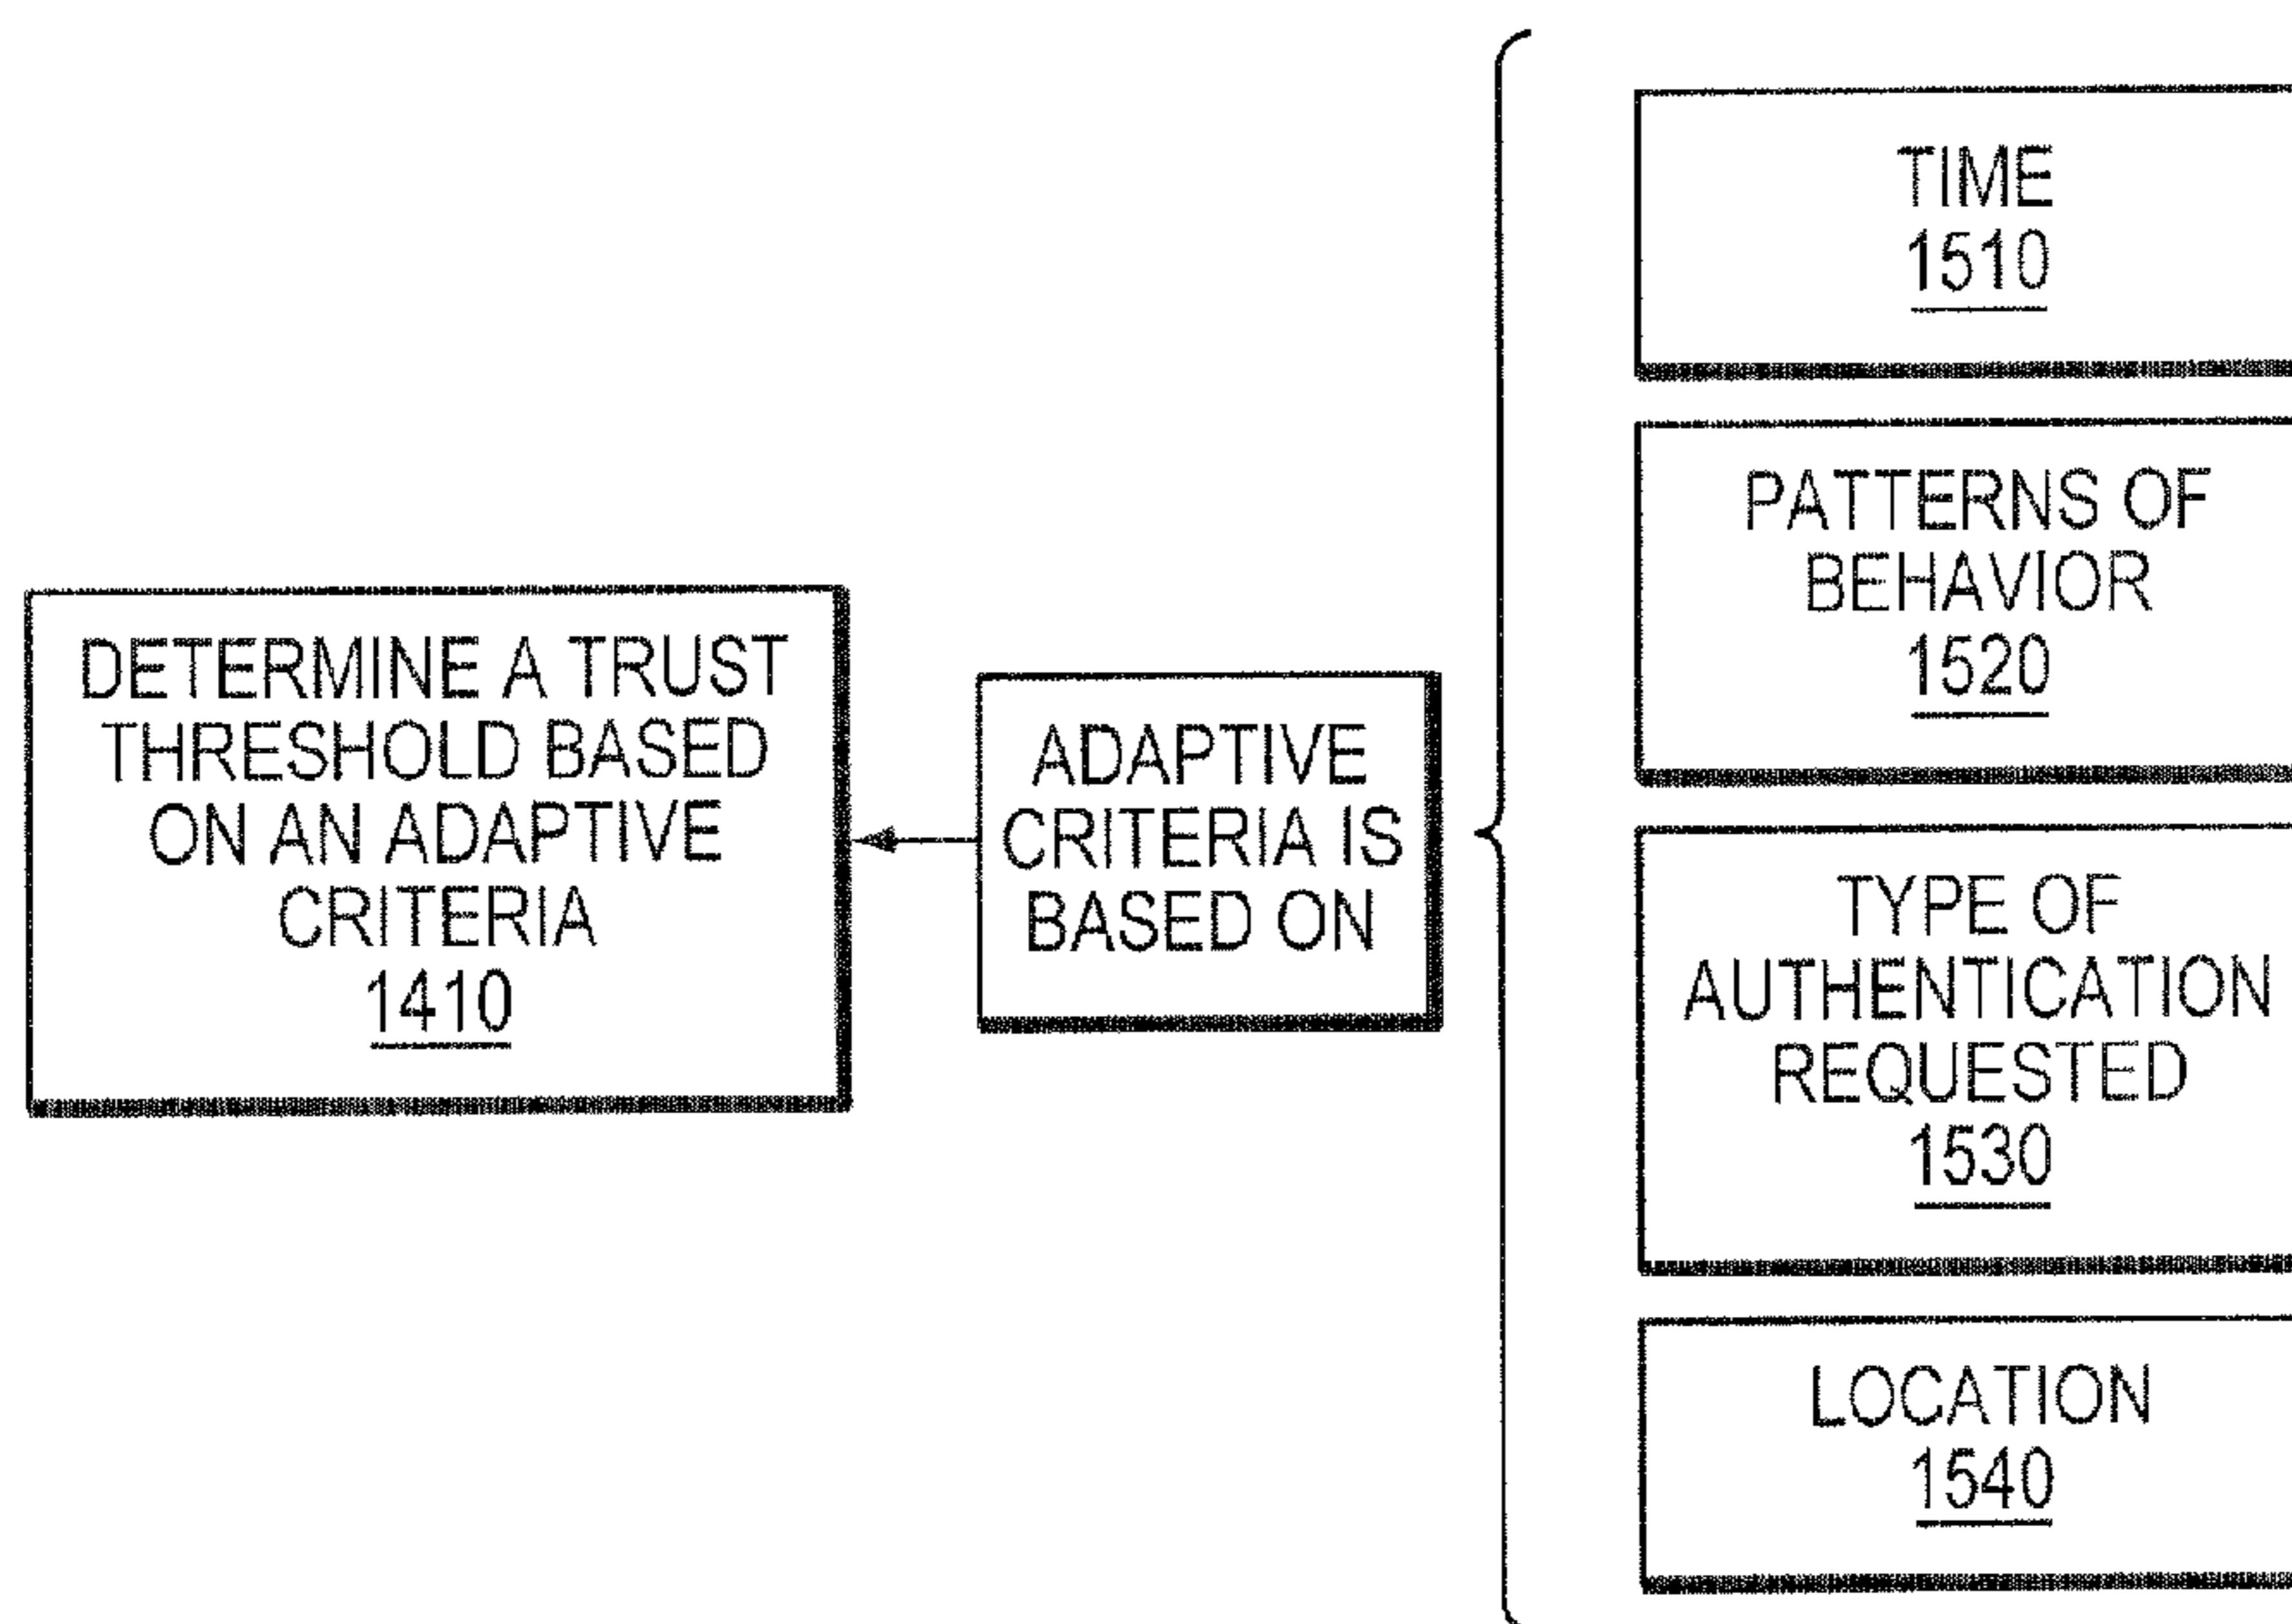 DETERMINE A TRUST
THRESHOLD BASED
ON AN ADAPTIVE
CRITERIA
1410
ADAPTIVE
CRITERIA IS
BASED ON
TIME
1510
PATTERNS OF
BEHAVIOR
1520
TYPE OF
AUTHENTICATION
REQUESTED
1530
LOCATION
1540